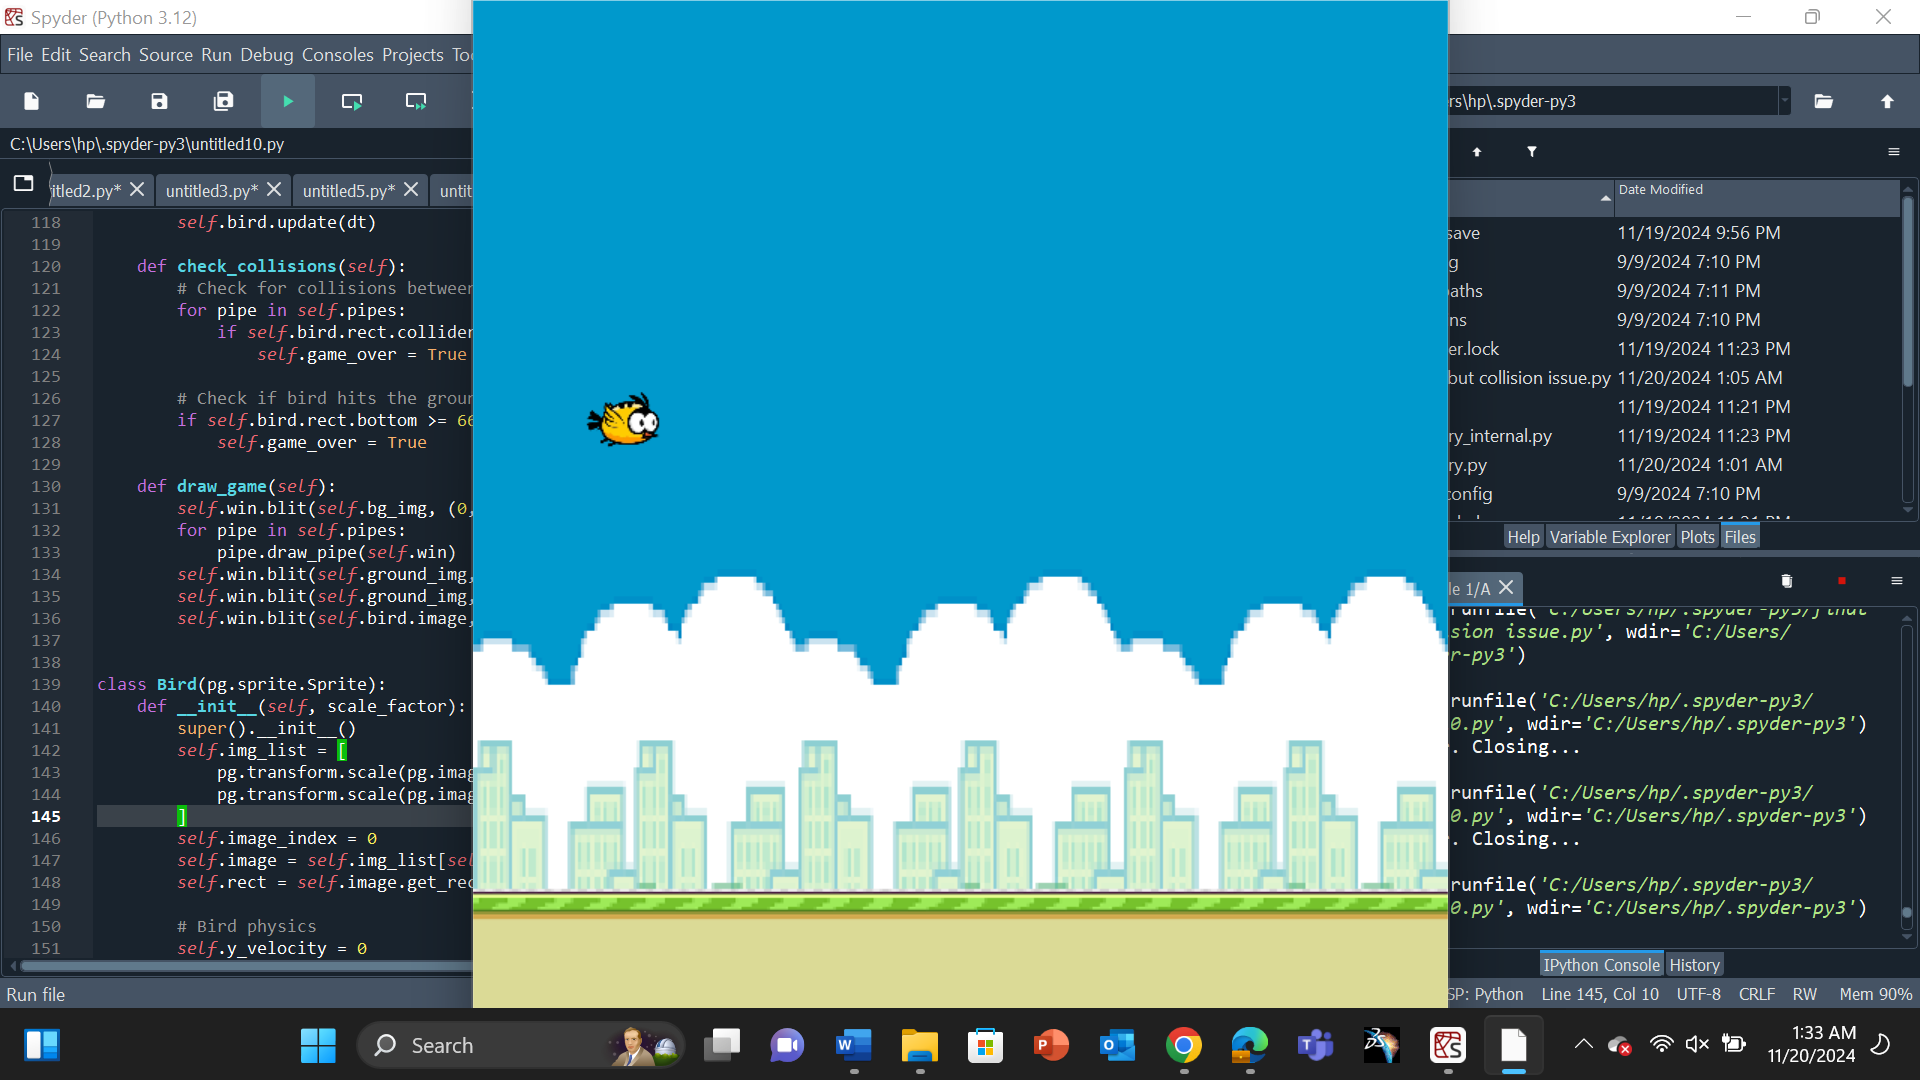 Spyder (Python 3.12)
File Edit Search Source Run Debug Consoles Projects
rs\hp\.spyder-py3
C:\Users\hp\.spyder-py3\untitled10.py
itled2.py* untitled3.py* untitled5.py* untit
118 self.bird.update(dt)
119
120 def check_collisions(self):
121 # Check for collisions between
122 for pipe in self.pipes:
123 if self.bird.rect.collider
124 self.game_over = True
125
126 # Check if bird hits the groun
127 if self.bird.rect.bottom >= 66
128 self.game_over = True
129
130 def draw_game(self):
131 self.win.blit(self.bg_img, (0,
132 for pipe in self.pipes:
133 pipe.draw_pipe(self.win)
134 self.win.blit(self.ground_img,
135 self.win.blit(self.ground_img,
136 self.win.blit(self.bird.image,
137
138
139 class Bird(pg.sprite.Sprite):
140 def __init__(self, scale_factor):
141 super().__init__()
142 self.img_list = [
143 pg.transform.scale(pg.imag
144 pg.transform.scale(pg.imag
145 ]
146 self.image_index = 0
147 self.image = self.img_list[sel
148 self.rect = self.image.get_rec
149
150 # Bird physics
151 self.y_velocity = 0
Run file
Date Modified
save 11/19/2024 9:56 PM
g 9/9/2024 7:10 PM
aths 9/9/2024 7:11 PM
ns 9/9/2024 7:10 PM
er.lock 11/19/2024 11:23 PM
but collision issue.py 11/20/2024 1:05 AM
11/19/2024 11:21 PM
ry_internal.py 11/19/2024 11:23 PM
ry.py 11/20/2024 1:01 AM
config 9/9/2024 7:10 PM
Help Variable Explorer Plots Files
le 1/A
runfile('C:/Users/hp/.spyder-py3/
sion issue.py', wdir='C:/Users/
r-py3')
runfile('C:/Users/hp/.spyder-py3/
0.py', wdir='C:/Users/hp/.spyder-py3')
. Closing...
runfile('C:/Users/hp/.spyder-py3/
0.py', wdir='C:/Users/hp/.spyder-py3')
. Closing...
runfile('C:/Users/hp/.spyder-py3/
0.py', wdir='C:/Users/hp/.spyder-py3')
IPython Console History
SP: Python Line 145, Col 10 UTF-8 CRLF RW Mem 90%
Search
1:33 AM
11/20/2024